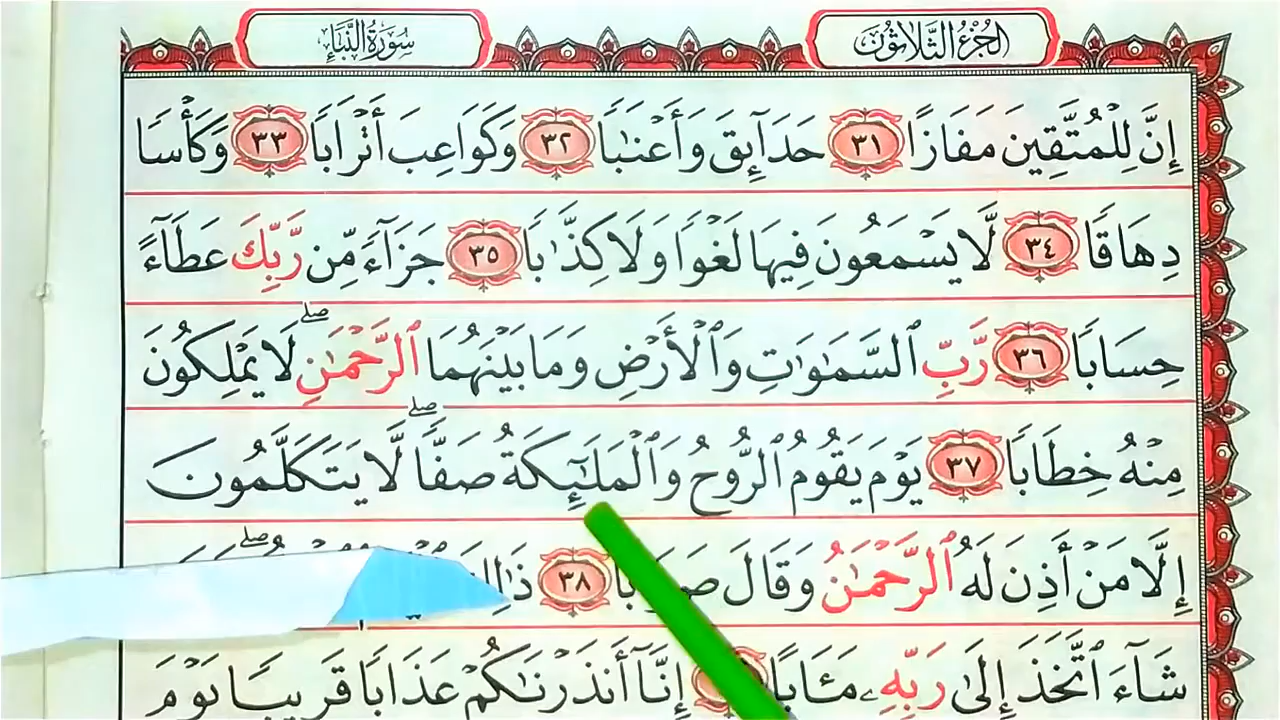 الجُزْءُ الثَّلَاثُونَ
سُورَةُ النَّبَإِ
إِنَّ لِلْمُتَّقِينَ مَفَازًا ٣١ حَدَآئِقَ وَأَعْنَٰبًا ٣٢ وَكَوَاعِبَ أَتْرَابًا ٣٣ وَكَأْسًا
دِهَاقًا ٣٤ لَّا يَسْمَعُونَ فِيهَا لَغْوًا وَلَا كِذَّٰبًا ٣٥ جَزَآءً مِّن رَّبِّكَ عَطَآءً
حِسَابًا ٣٦ رَّبِّ ٱلسَّمَٰوَٰتِ وَٱلْأَرْضِ وَمَا بَيْنَهُمَا ٱلرَّحْمَٰنِۖ لَا يَمْلِكُونَ
مِنْهُ خِطَابًا ٣٧ يَوْمَ يَقُومُ ٱلرُّوحُ وَٱلْمَلَٰٓئِكَةُ صَفًّاۖ لَّا يَتَكَلَّمُونَ
إِلَّا مَنْ أَذِنَ لَهُ ٱلرَّحْمَٰنُ وَقَالَ ٣٨
شَآءَ ٱتَّخَذَ إِلَىٰ رَبِّهِۦ مَـَٔابًا إِنَّآ أَنذَرْنَٰكُمْ عَذَابًا قَرِيبًا يَوْمَ